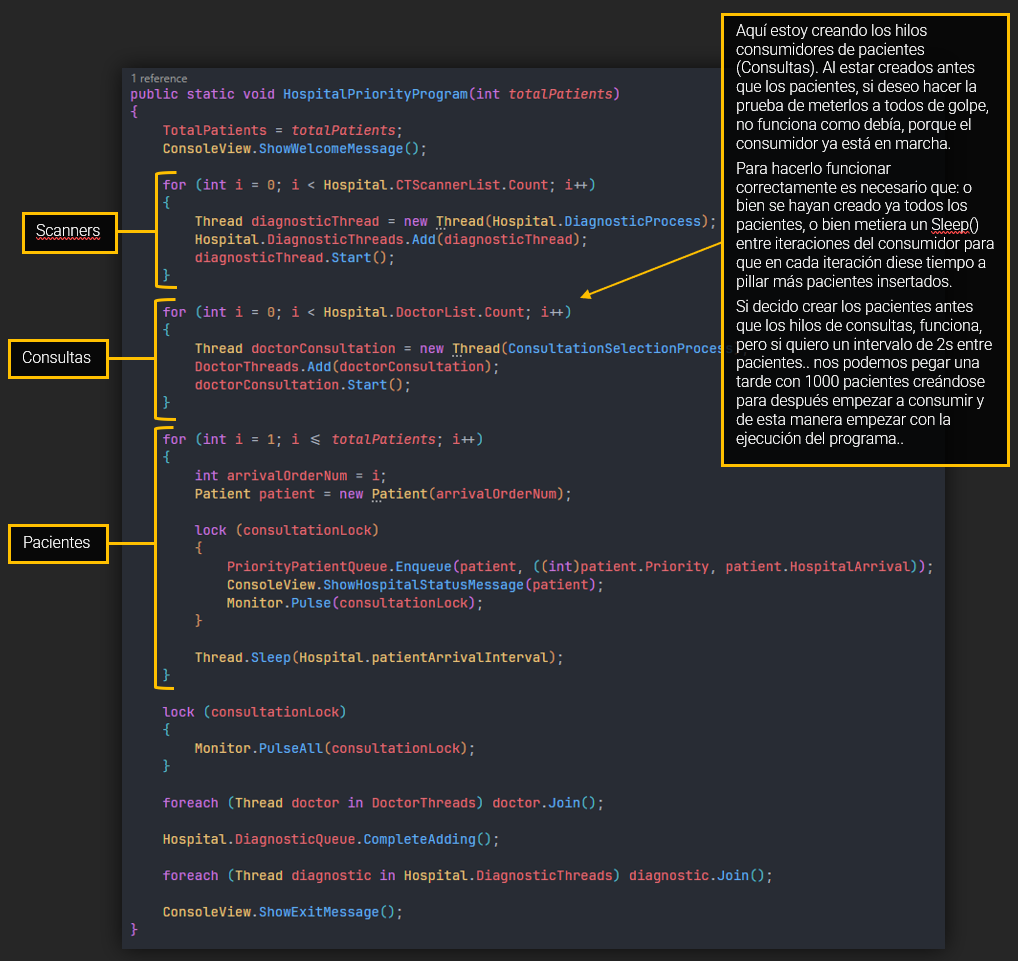 Aquí estoy creando los hilos
consumidores de pacientes
(Consultas). Al estar creados antes
que los pacientes, si deseo hacer la
prueba de meterlos a todos de golpe,
no funciona como debía, porque el
consumidor ya está en marcha.
Para hacerlo funcionar
correctamente es necesario que: o
bien se hayan creado ya todos los
pacientes, o bien metiera un Sleep()
entre iteraciones del consumidor para
que en cada iteración diese tiempo a
pillar más pacientes insertados.
Si decido crear los pacientes antes
que los hilos de consultas, funciona,
pero si quiero un intervalo de 2s entre
pacientes.. nos podemos pegar una
tarde con 1000 pacientes creándose
para después empezar a consumir y
de esta manera empezar con la
ejecución del programa..
1 reference
public static void HospitalPriorityProgram(int totalPatients)
{
TotalPatients = totalPatients;
ConsoleView.ShowWelcomeMessage();
Scanners
for (int i = 0; i < Hospital.CTScannerList.Count; i++)
{
Thread diagnosticThread = new Thread(Hospital.DiagnosticProcess);
Hospital.DiagnosticThreads.Add(diagnosticThread);
diagnosticThread.Start();
}
Consultas
for (int i = 0; i < Hospital.DoctorList.Count; i++)
{
Thread doctorConsultation = new Thread(ConsultationSelectionProcess
DoctorThreads.Add(doctorConsultation);
doctorConsultation.Start();
}
Pacientes
for (int i = 1; i <= totalPatients; i++)
{
int arrivalOrderNum = i;
Patient patient = new Patient(arrivalOrderNum);
lock (consultationLock)
{
PriorityPatientQueue.Enqueue(patient, ((int)patient.Priority, patient.HospitalArrival));
ConsoleView.ShowHospitalStatusMessage(patient);
Monitor.Pulse(consultationLock);
}
Thread.Sleep(Hospital.patientArrivalInterval);
}
lock (consultationLock)
{
Monitor.PulseAll(consultationLock);
}
foreach (Thread doctor in DoctorThreads) doctor.Join();
Hospital.DiagnosticQueue.CompleteAdding();
foreach (Thread diagnostic in Hospital.DiagnosticThreads) diagnostic.Join();
ConsoleView.ShowExitMessage();
}